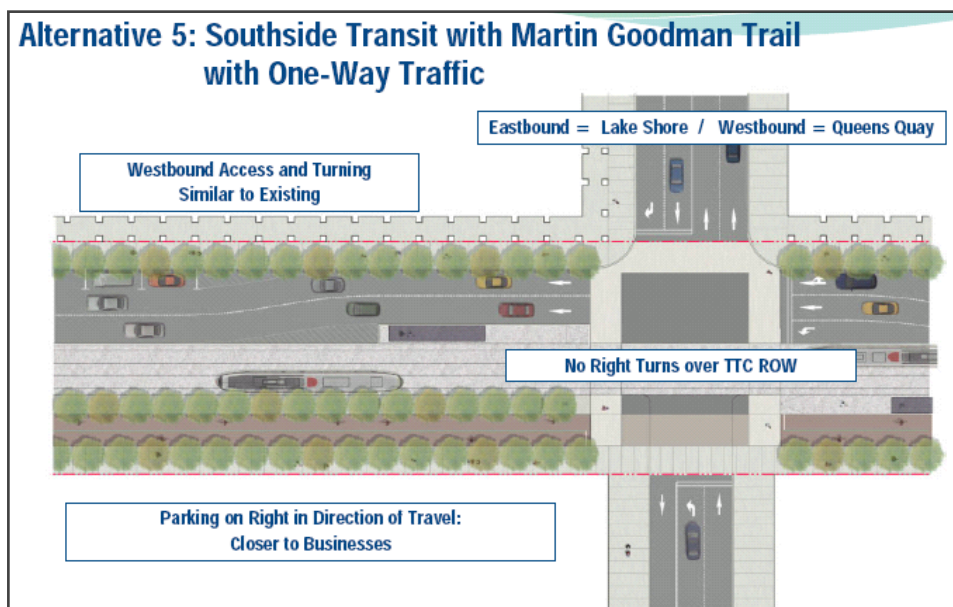 Alternative 5: Southside Transit with Martin Goodman Trail
with One-Way Traffic
Eastbound = Lake Shore / Westbound = Queens Quay
Westbound Access and Turning
Similar to Existing
No Right Turns over TTC ROW
Parking on Right in Direction of Travel:
Closer to Businesses